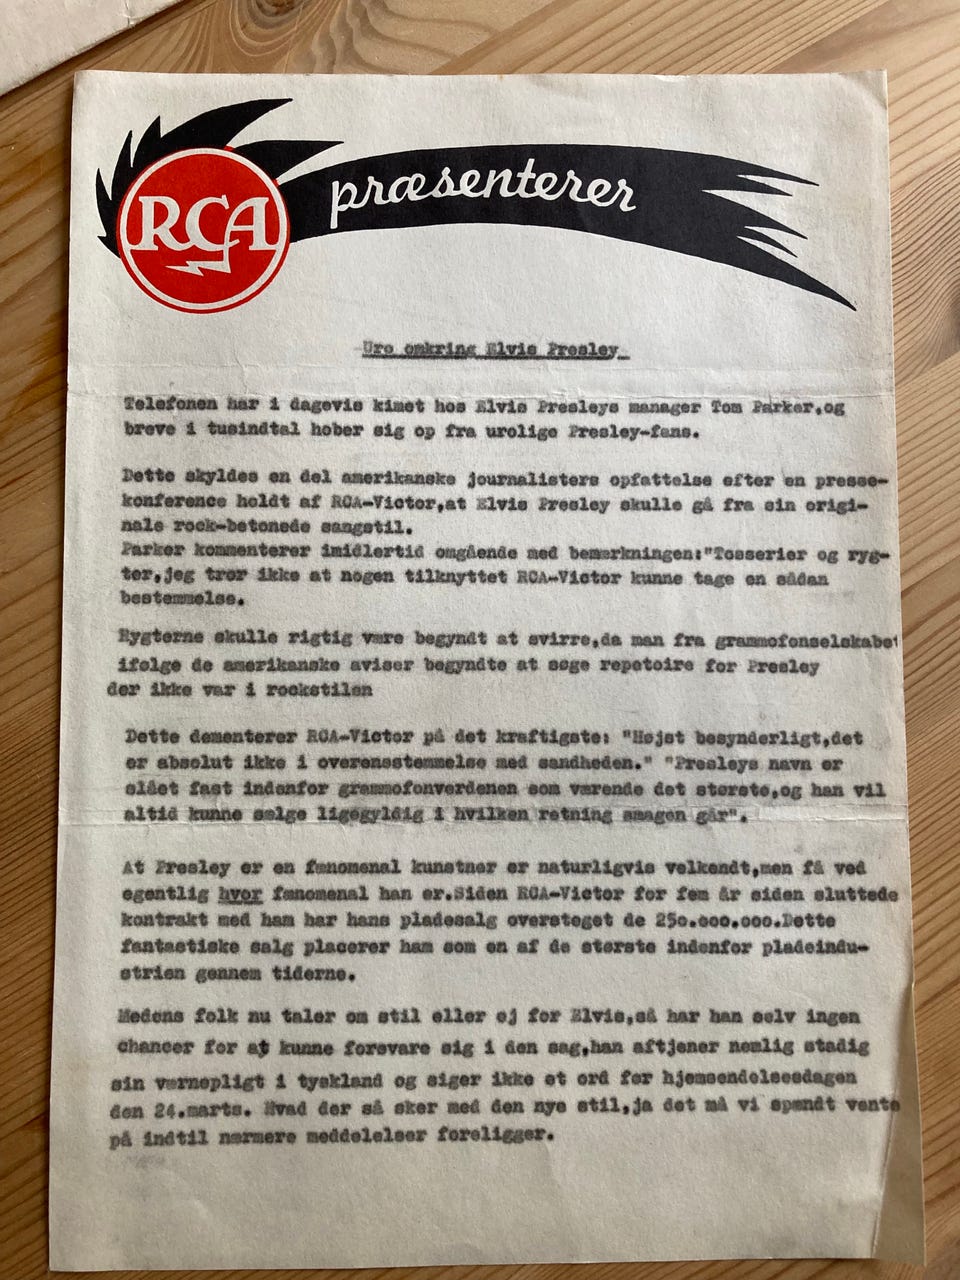 RCA præsenterer
Uro omkring Elvis Presley
Telefonen har i dagevis kimet hos Elvis Presleys manager Tom Parker,og
breve i tusindtal hober sig op fra urolige Presley-fans.
Dette skyldes en del amerikanske journalisters opfattelse efter en presse-
konference holdt af RCA-Victor,at Elvis Presley skulle gå fra sin origi-
nale rock-betonede sangstil.
Parker kommenterer imidlertid omgående med bemærkningen:"Tosserier og ryg-
ter,jeg tror ikke at nogen tilknyttet RCA-Victor kunne tage en sådan
bestemmelse.
Rygterne skulle rigtig være begyndt at svirre,da man fra grammofonselskabet
ifølge de amerikanske aviser begyndte at søge repetoire for Presley
der ikke var i rockstilen
Dette dementerer RCA-Victor på det kraftigste: "Højst besynderligt,det
er absolut ikke i overensstemmelse med sandheden." "Presleys navn er
slået fast indenfor grammofonverdenen som værende det største,og han vil
altid kunne sælge ligegyldig i hvilken retning smagen går".
At Presley er en fænomenal kunstner er naturligvis velkendt,men få ved
egentlig hvor fænomenal han er.Siden RCA-Victor for fem år siden sluttede
kontrakt med ham har hans pladesalg oversteget de 250.000.000.Dette
fantastiske salg placerer ham som en af de største indenfor pladeindu-
strien gennem tiderne.
Medens folk nu taler om stil eller ej for Elvis,så har han selv ingen
chancer for at kunne forsvare sig i den sag,han aftjener nemlig stadig
sin værnepligt i tyskland og siger ikke et ord før hjemsendelsesdagen
den 24.marts. Hvad der så sker med den nye stil,ja det må vi spændt vente
på indtil nærmere meddelelser foreligger.